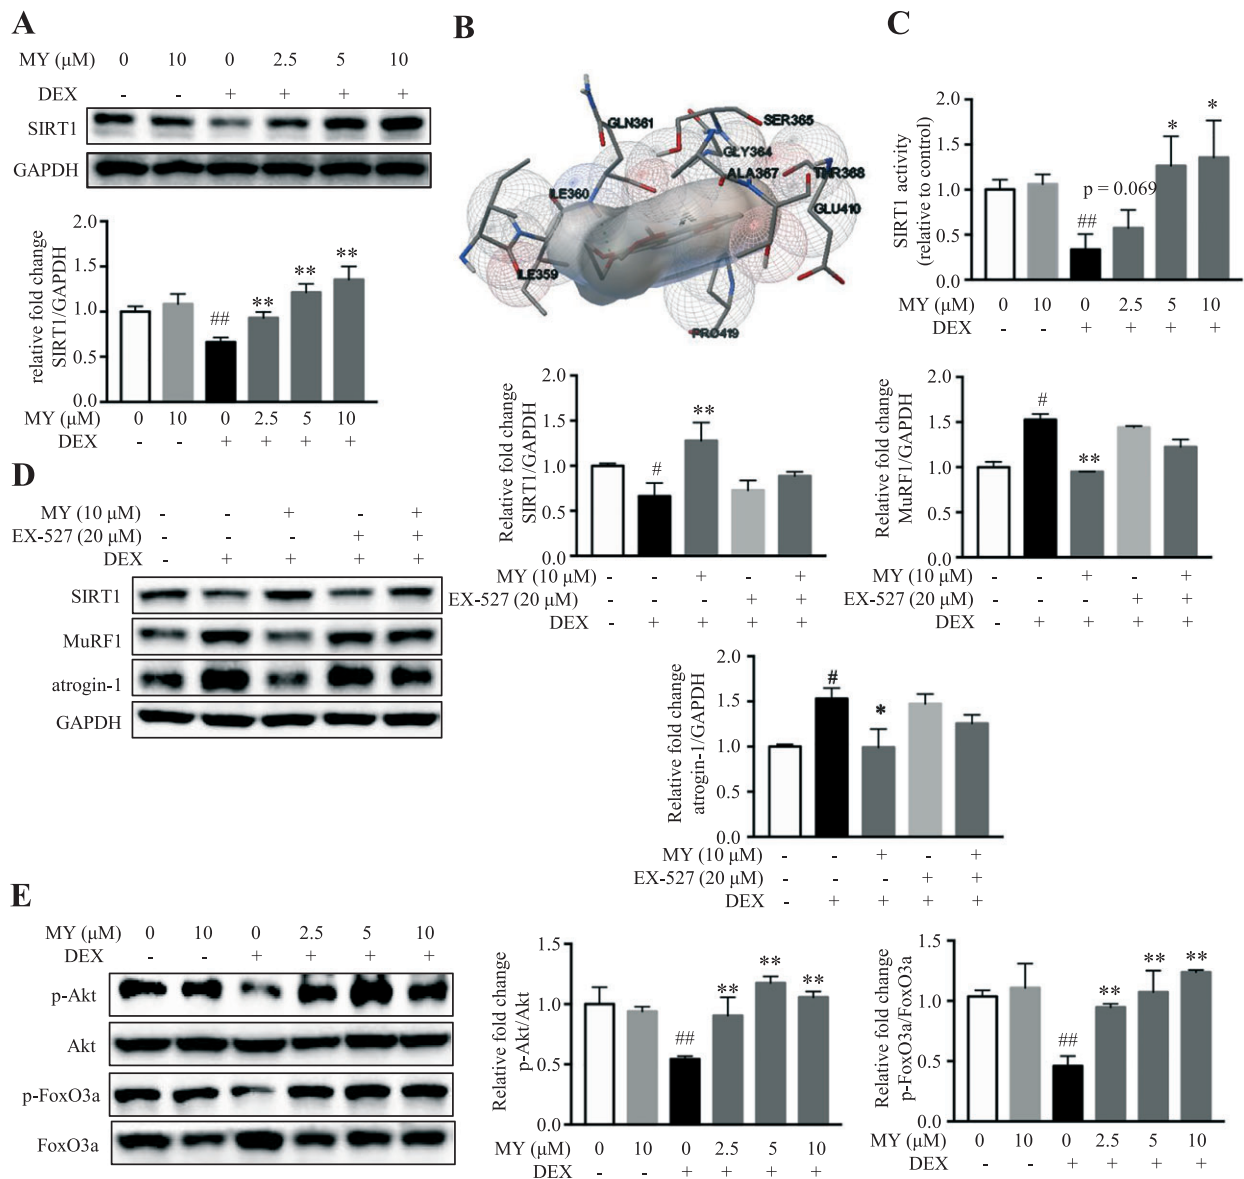 A
MY (μM) 0 10 0 2.5 5 10
DEX - - + + + +
SIRT1
GAPDH
relative fold change
SIRT1/GAPDH
2.0
1.5
1.0
0.5
0.0
## ** ** **
MY (μM) 0 10 0 2.5 5 10
DEX - - + + + +
B
GLN361
SER365
GLY364
ALA367
THR368
ILE360
GLU410
ILE359
PRO419
C
SIRT1 activity
(relative to control)
2.0
1.5
1.0
0.5
0.0
## p = 0.069 * *
MY (μM) 0 10 0 2.5 5 10
DEX - - + + + +
D
MY (10 μM) - - + - +
EX-527 (20 μM) - - - + +
DEX - + + + +
SIRT1
MuRF1
atrogin-1
GAPDH
Relative fold change
SIRT1/GAPDH
2.0
1.5
1.0
0.5
0.0
# **
MY (10 μM) - - + - +
EX-527 (20 μM) - - - + +
DEX - + + + +
Relative fold change
MuRF1/GAPDH
2.0
1.5
1.0
0.5
0.0
# **
MY (10 μM) - - + - +
EX-527 (20 μM) - - - + +
DEX - + + + +
Relative fold change
atrogin-1/GAPDH
2.0
1.5
1.0
0.5
0.0
# *
MY (10 μM) - - + - +
EX-527 (20 μM) - - - + +
DEX - + + + +
E
MY (μM) 0 10 0 2.5 5 10
DEX - - + + + +
p-Akt
Akt
p-FoxO3a
FoxO3a
Relative fold change
p-Akt/Akt
1.5
1.0
0.5
0.0
## ** ** **
MY (μM) 0 10 0 2.5 5 10
DEX - - + + + +
Relative fold change
p-FoxO3a/FoxO3a
1.5
1.0
0.5
0.0
## ** ** **
MY (μM) 0 10 0 2.5 5 10
DEX - - + + + +